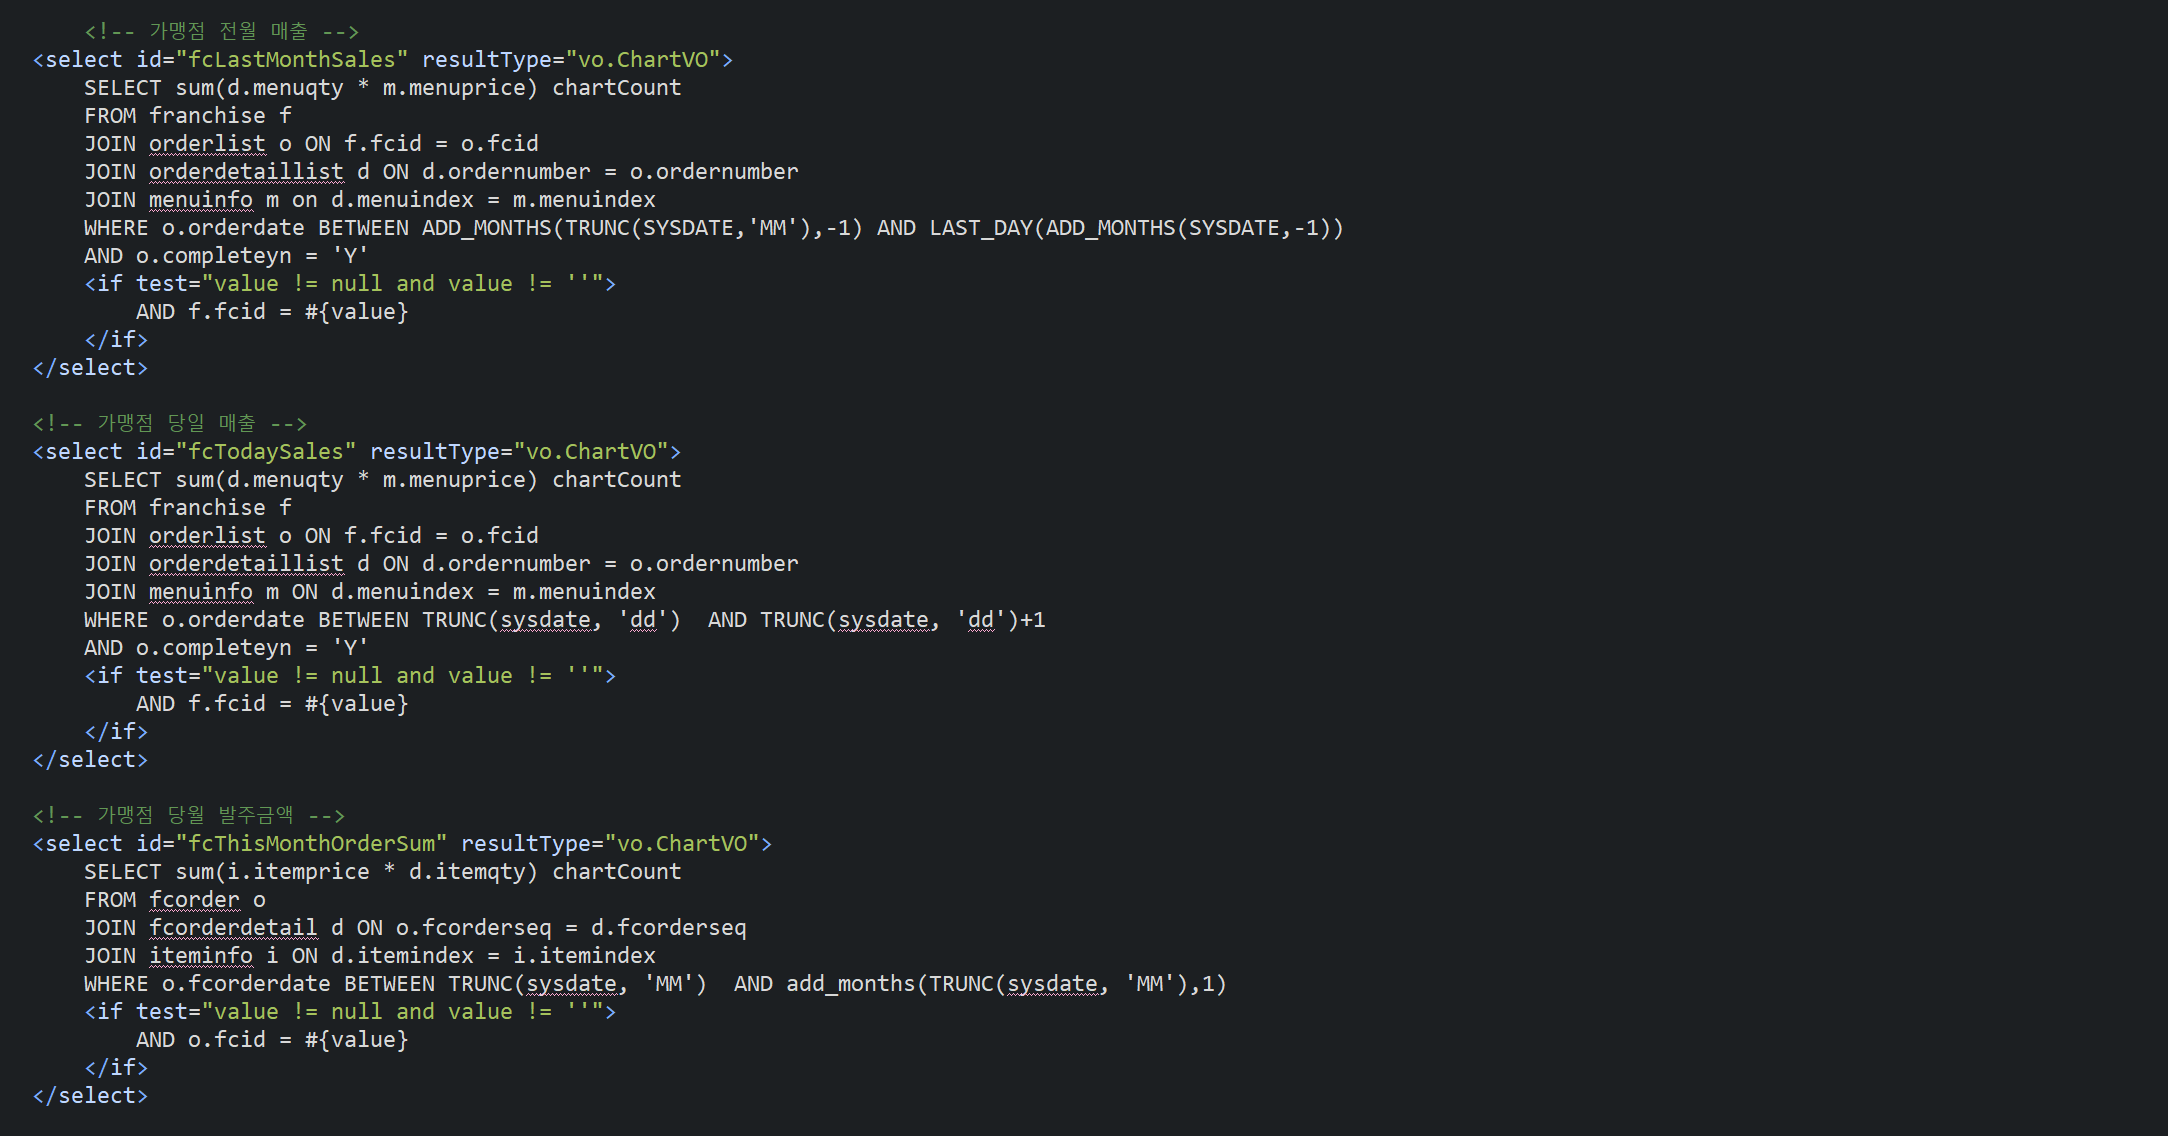 <!-- 가맹점 전월 매출 -->
<select id="fcLastMonthSales" resultType="vo.ChartVO">
SELECT sum(d.menuqty * m.menuprice) chartCount
FROM franchise f
JOIN orderlist o ON f.fcid = o.fcid
JOIN orderdetaillist d ON d.ordernumber = o.ordernumber
JOIN menuinfo m on d.menuindex = m.menuindex
WHERE o.orderdate BETWEEN ADD_MONTHS(TRUNC(SYSDATE,'MM'),-1) AND LAST_DAY(ADD_MONTHS(SYSDATE,-1))
AND o.completeyn = 'Y'
<if test="value != null and value != ''">
AND f.fcid = #{value}
</if>
</select>
<!-- 가맹점 당일 매출 -->
<select id="fcTodaySales" resultType="vo.ChartVO">
SELECT sum(d.menuqty * m.menuprice) chartCount
FROM franchise f
JOIN orderlist o ON f.fcid = o.fcid
JOIN orderdetaillist d ON d.ordernumber = o.ordernumber
JOIN menuinfo m ON d.menuindex = m.menuindex
WHERE o.orderdate BETWEEN TRUNC(sysdate, 'dd')  AND TRUNC(sysdate, 'dd')+1
AND o.completeyn = 'Y'
<if test="value != null and value != ''">
AND f.fcid = #{value}
</if>
</select>
<!-- 가맹점 당월 발주금액 -->
<select id="fcThisMonthOrderSum" resultType="vo.ChartVO">
SELECT sum(i.itemprice * d.itemqty) chartCount
FROM fcorder o
JOIN fcorderdetail d ON o.fcorderseq = d.fcorderseq
JOIN iteminfo i ON d.itemindex = i.itemindex
WHERE o.fcorderdate BETWEEN TRUNC(sysdate, 'MM')  AND add_months(TRUNC(sysdate, 'MM'),1)
<if test="value != null and value != ''">
AND o.fcid = #{value}
</if>
</select>